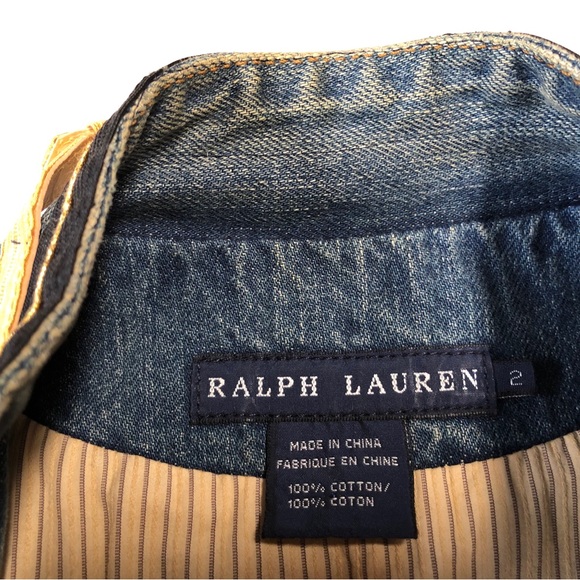 RALPH LAUREN
2
MADE IN CHINA
FABRIQUE EN CHINE
100% COTTON/
100% COTON